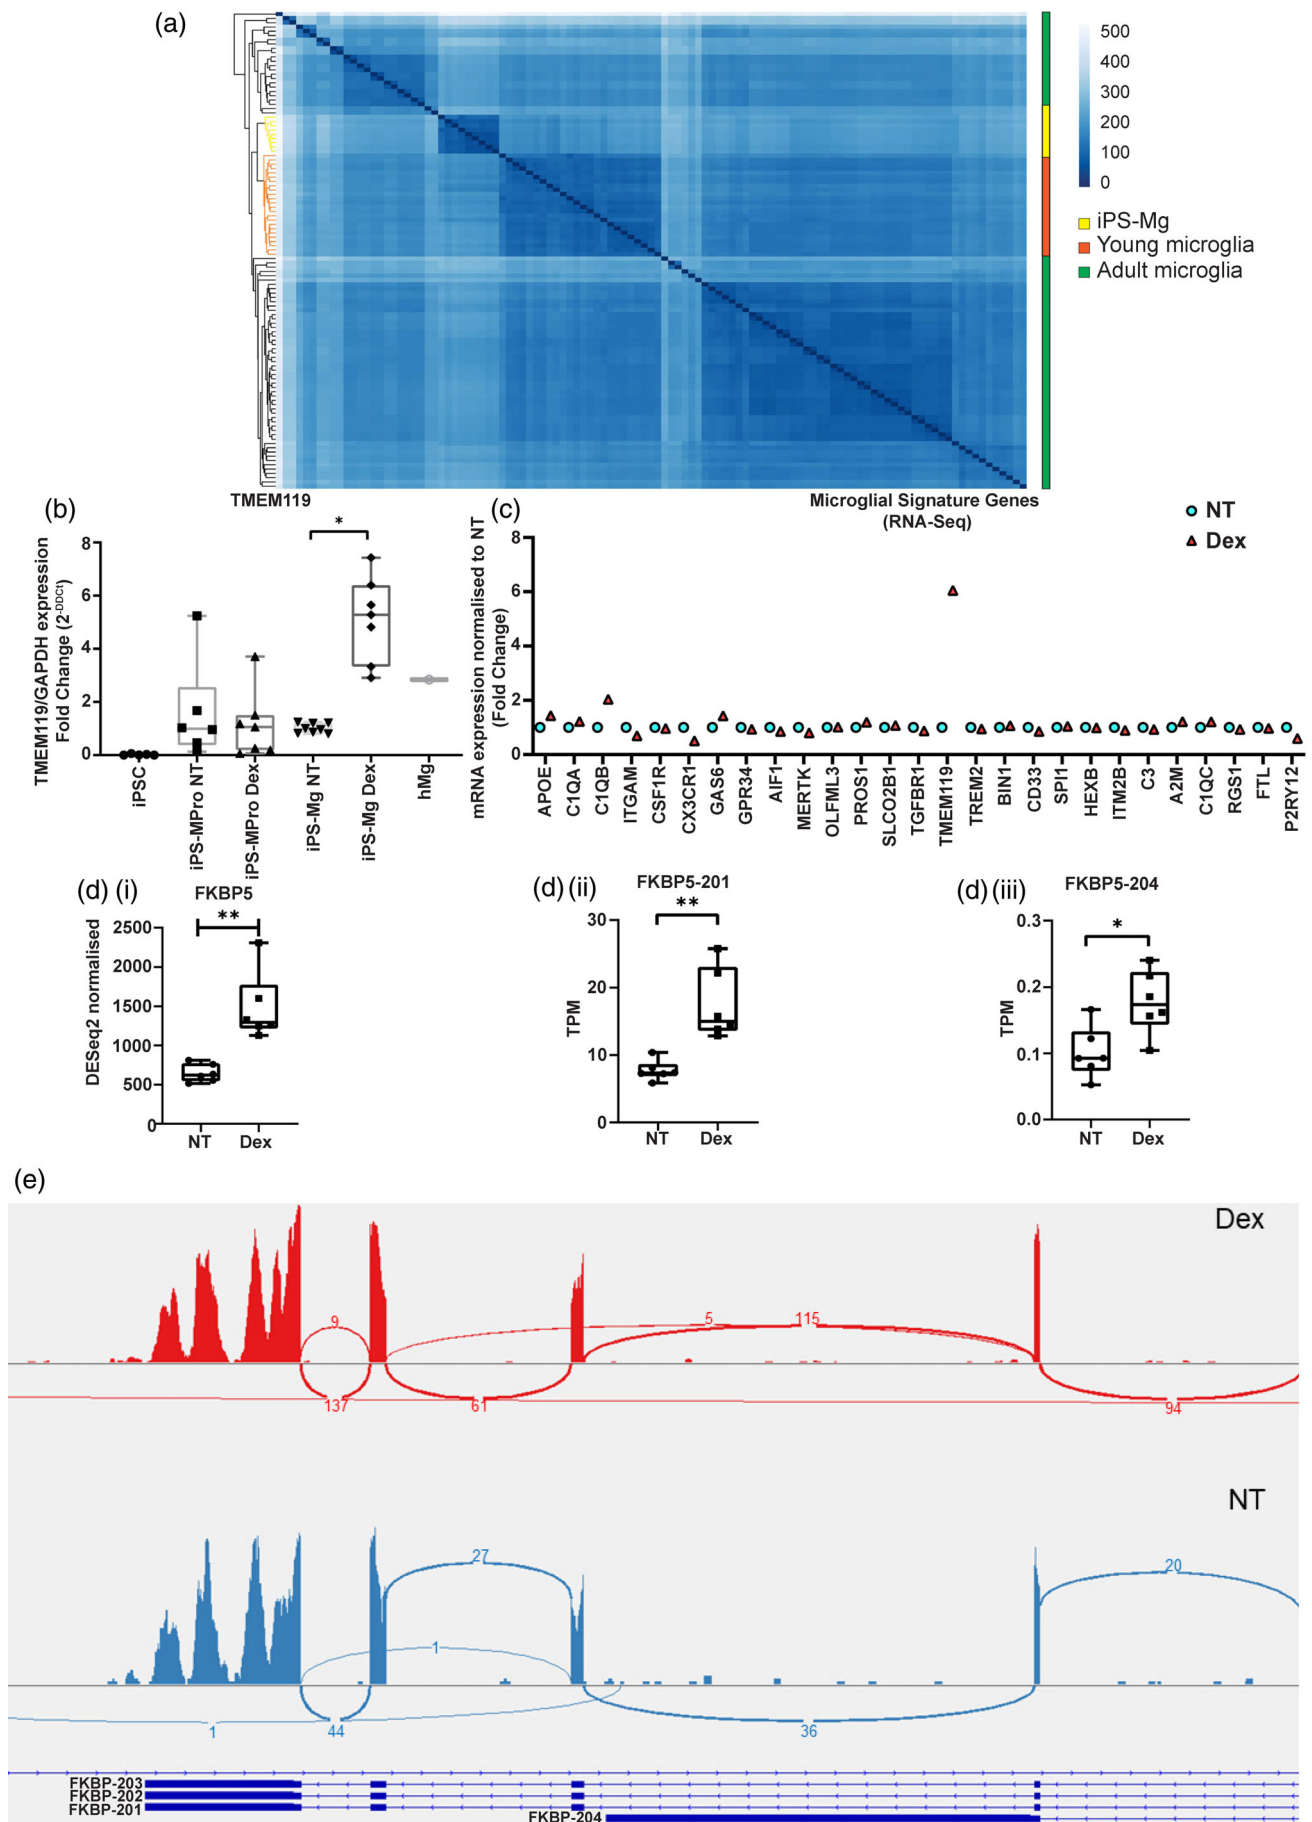 (a)
500
400
300
200
100
0
iPS-Mg
Young microglia
Adult microglia
(b)
TMEM119
TMEM119/GAPDH expression
Fold Change (2^-DDCt)
8
6
4
2
0
*
iPSC
iPS-MPro NT
iPS-MPro Dex
iPS-Mg NT
iPS-Mg Dex
hMg
(c)
Microglial Signature Genes
(RNA-Seq)
NT
Dex
mRNA expression normalised to NT
(Fold Change)
8
6
4
2
0
APOE
C1QA
C1QB
ITGAM
CSF1R
CX3CR1
GAS6
GPR34
AIF1
MERTK
OLFML3
PROS1
SLCO2B1
TGFBR1
TMEM119
TREM2
BIN1
CD33
SPI1
HEXB
ITM2B
C3
A2M
C1QC
RGS1
FTL
P2RY12
(d) (i)
FKBP5
**
DESeq2 normalised
2500
2000
1500
1000
500
0
NT
Dex
(d) (ii)
FKBP5-201
**
TPM
30
20
10
0
NT
Dex
(d) (iii)
FKBP5-204
*
TPM
0.3
0.2
0.1
0.0
NT
Dex
(e)
Dex
9
5
115
137
61
94
NT
27
20
1
1
44
36
FKBP-203
FKBP-202
FKBP-201
FKBP-204